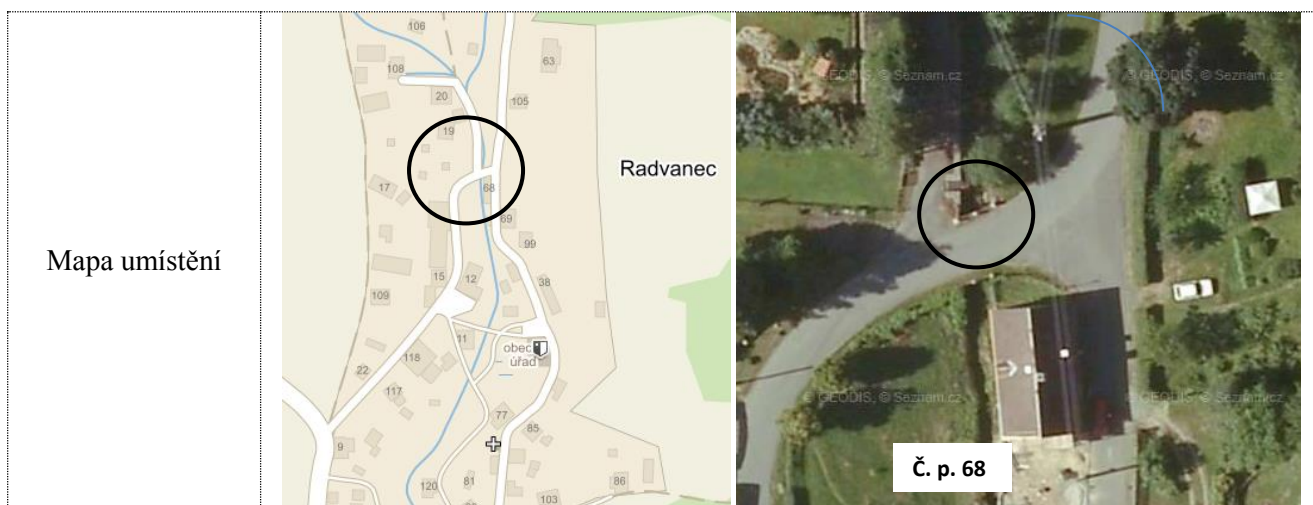 Mapa umístění
106
108
63
20
105
19
Radvanec
17
68
69
99
15
12
38
109
11
obec
úřad
118
22
117
77
85
9
120
81
103
86
© GEODIS, © Seznam.cz
© GEODIS, © Seznam.cz
© GEODIS, © Seznam.cz
© GEODIS, © Seznam.cz
Č. p. 68